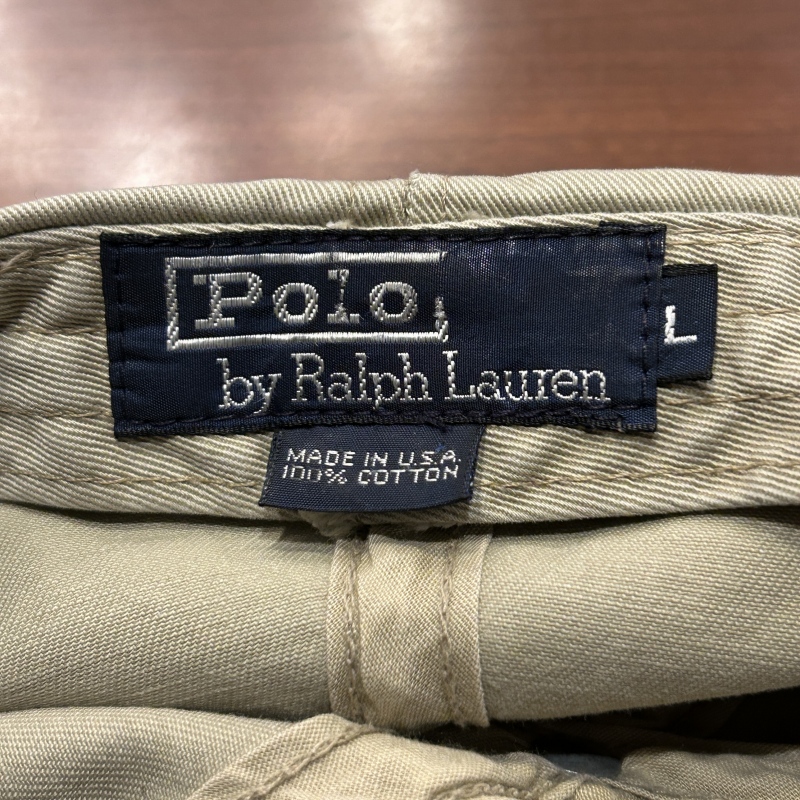 Polo
by Ralph Lauren
L
MADE IN U.S.A.
100% COTTON